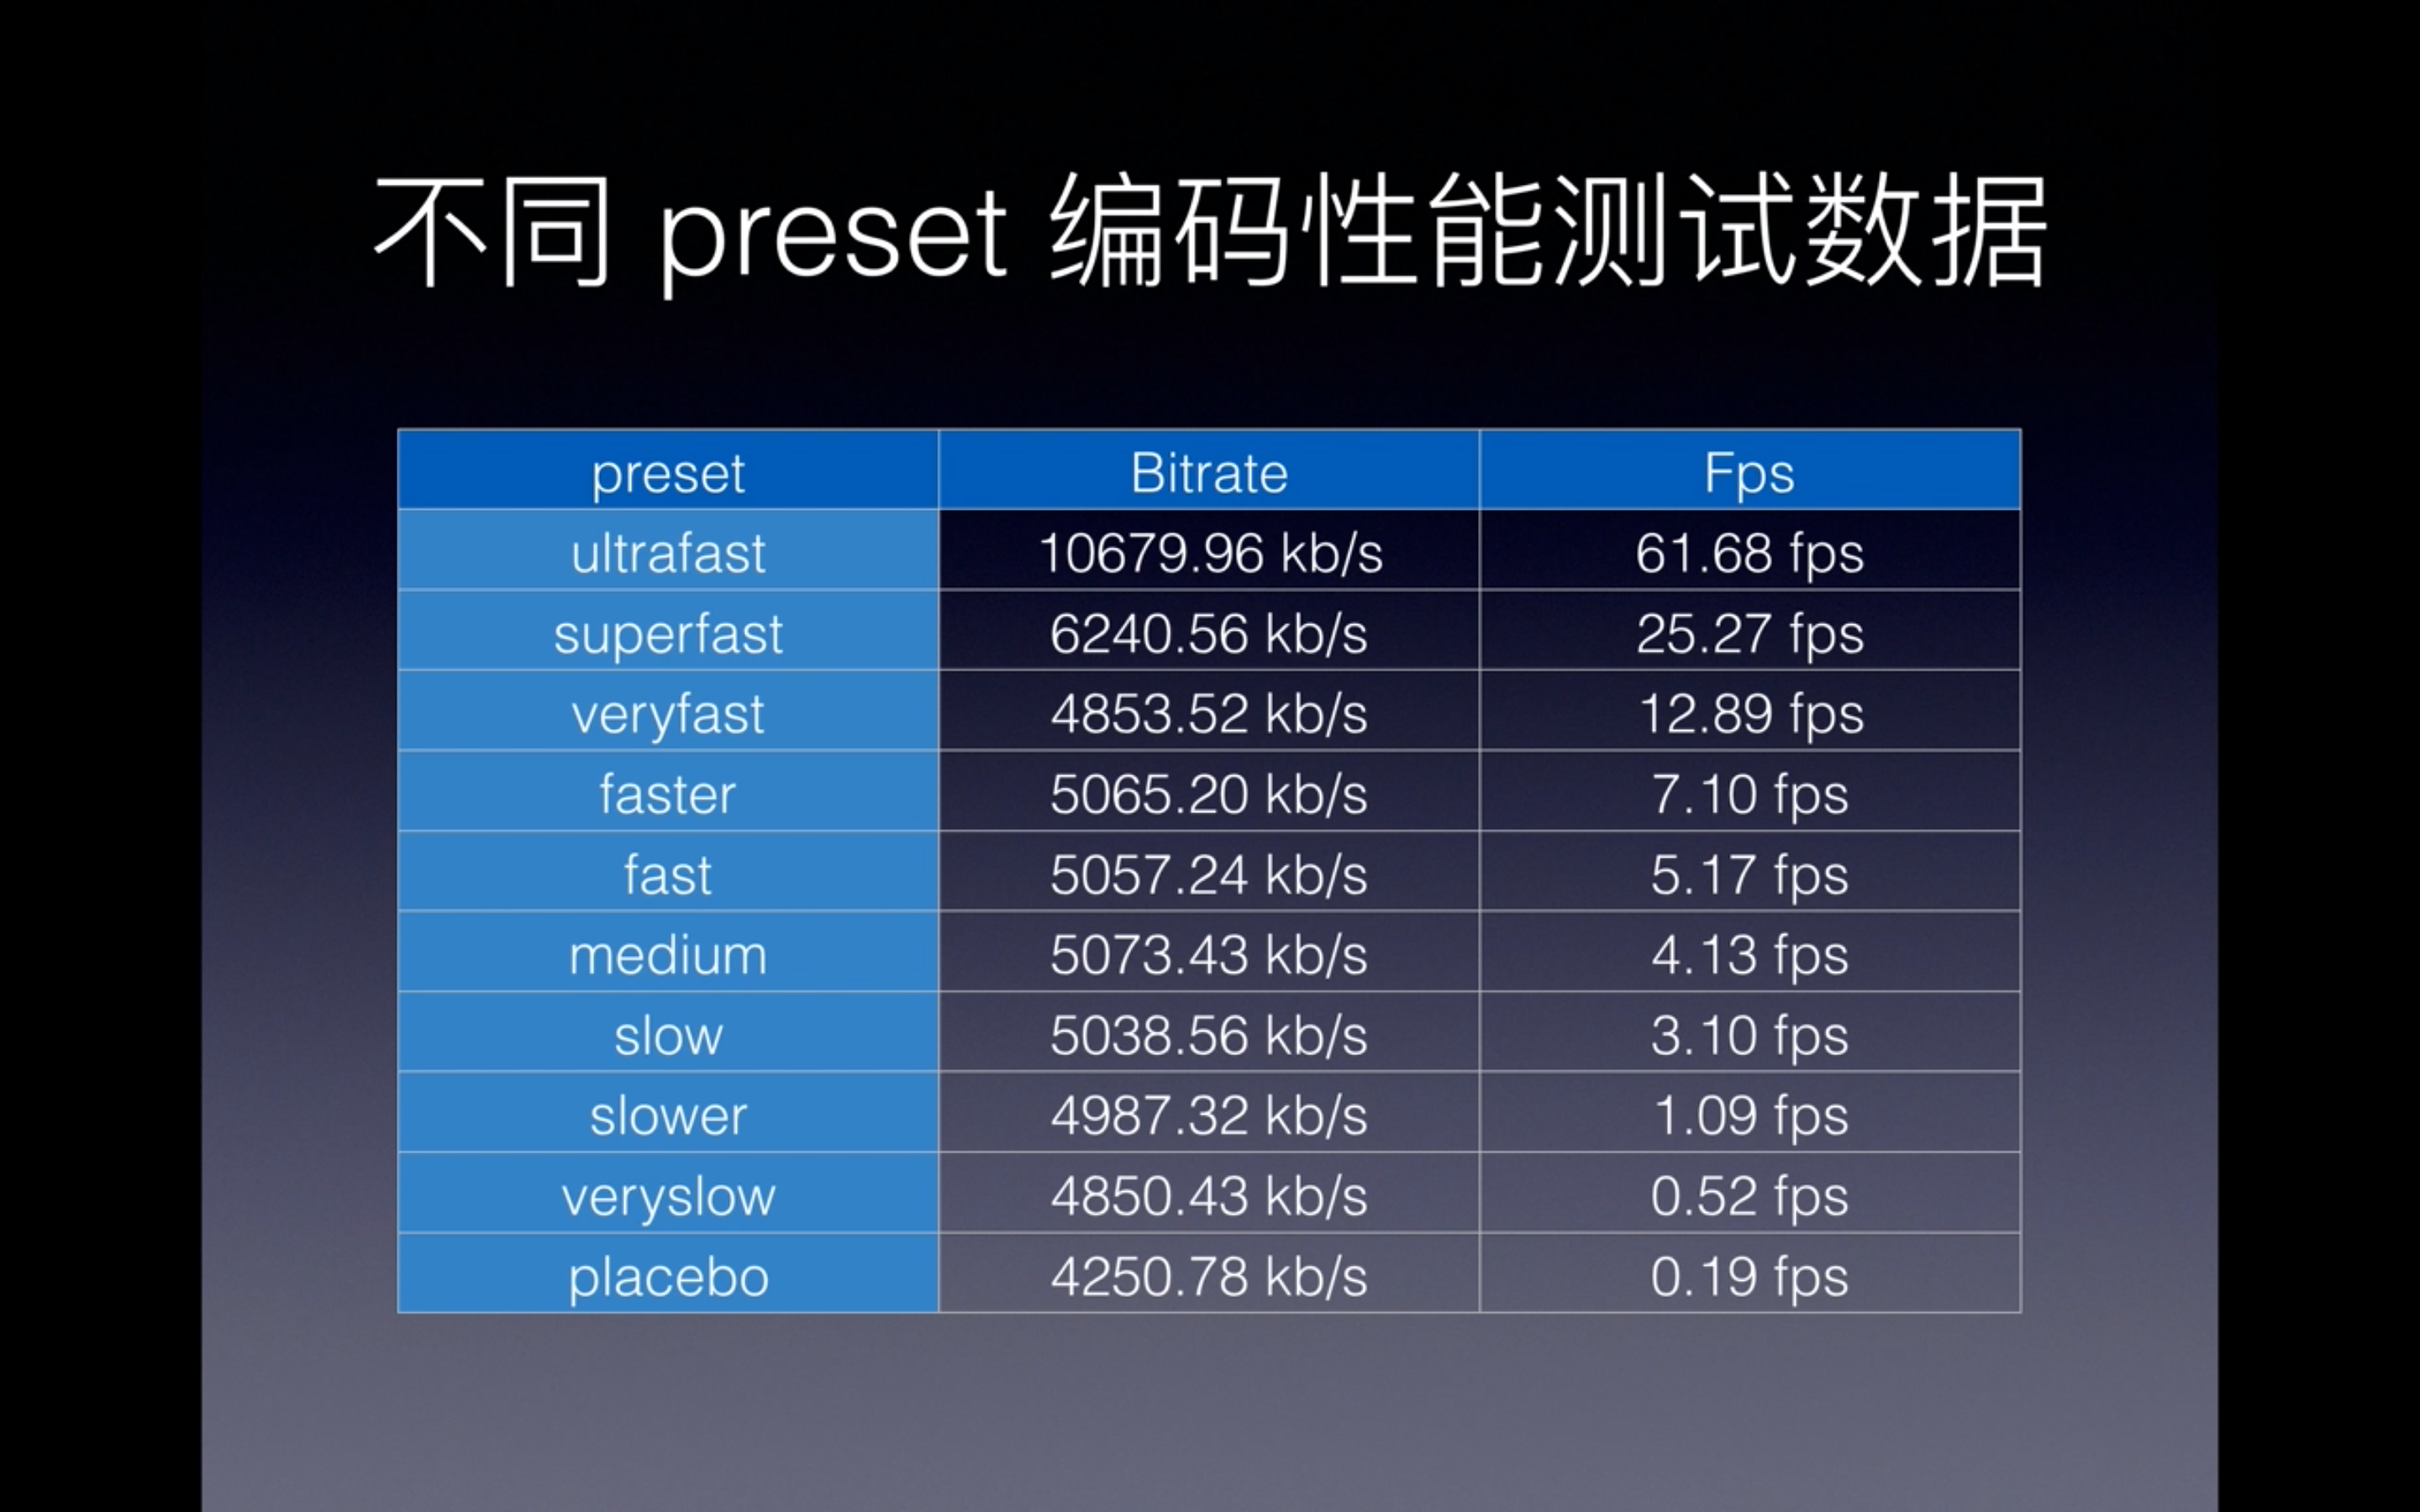 不同 preset 编码性能测试数据
preset Bitrate Fps
ultrafast 10679.96 kb/s 61.68 fps
superfast 6240.56 kb/s 25.27 fps
veryfast 4853.52 kb/s 12.89 fps
faster 5065.20 kb/s 7.10 fps
fast 5057.24 kb/s 5.17 fps
medium 5073.43 kb/s 4.13 fps
slow 5038.56 kb/s 3.10 fps
slower 4987.32 kb/s 1.09 fps
veryslow 4850.43 kb/s 0.52 fps
placebo 4250.78 kb/s 0.19 fps